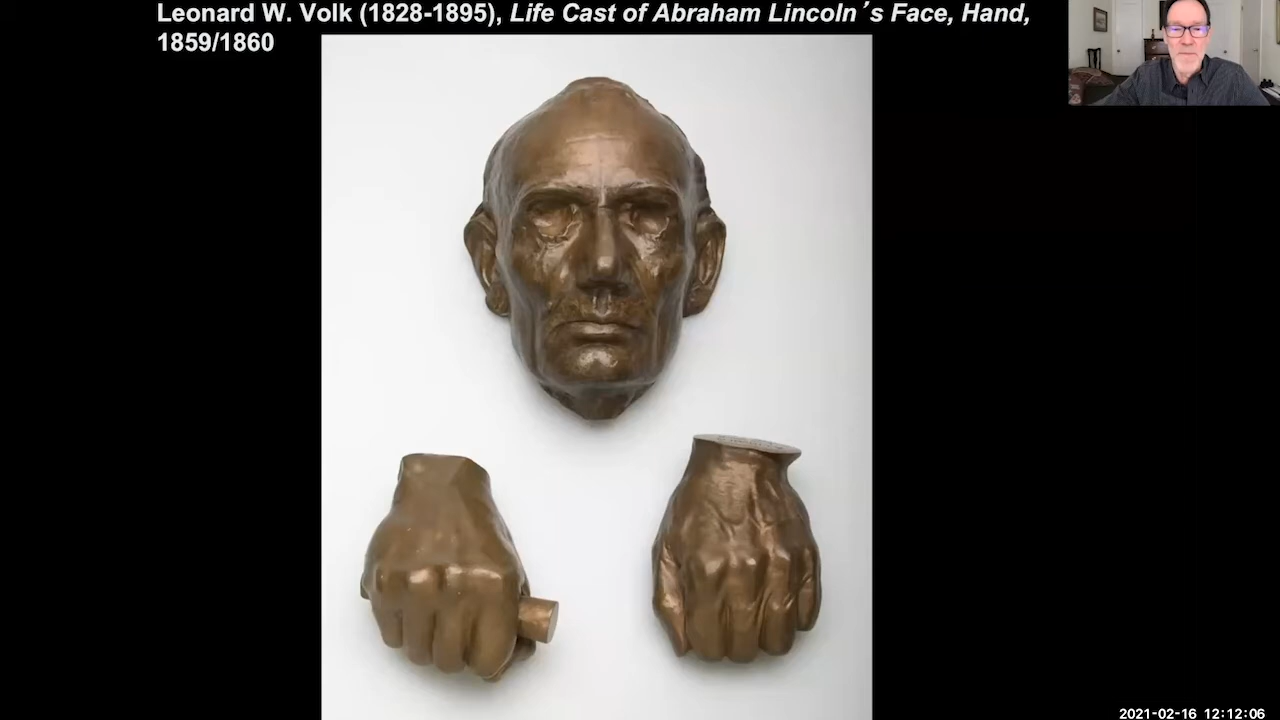 Leonard W. Volk (1828-1895), Life Cast of Abraham Lincoln´s Face, Hand,
1859/1860
2021-02-16 12:12:06